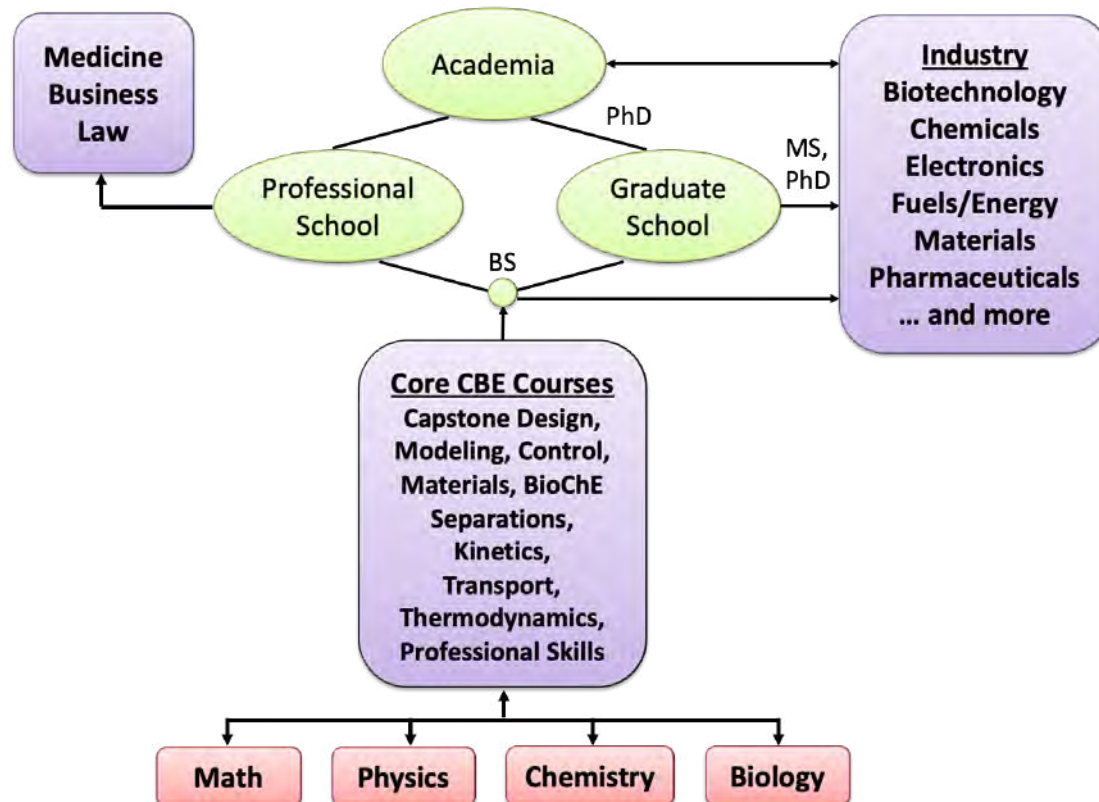 Medicine
Business
Law
Academia
Industry
Biotechnology
Chemicals
Electronics
Fuels/Energy
Materials
Pharmaceuticals
... and more
PhD
MS,
PhD
Professional
School
Graduate
School
BS
Core CBE Courses
Capstone Design,
Modeling, Control,
Materials, BioChE
Separations,
Kinetics,
Transport,
Thermodynamics,
Professional Skills
Math
Physics
Chemistry
Biology